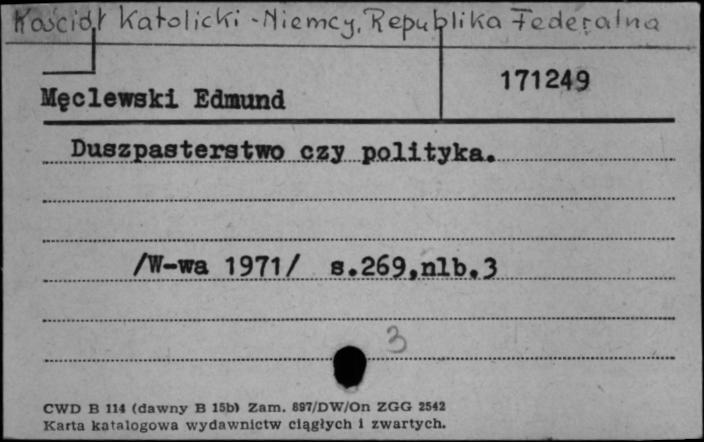 Kościół Katolicki - Niemcy, Republika Federalna
171249
Męclewski Edmund
Duszpasterstwo czy polityka.
/W-wa 1971/ s.269,nlb.3
3
CWD B 114 (dawny B 15b) Zam. 897/DW/On ZGG 2542
Karta katalogowa wydawnictw ciągłych i zwartych.